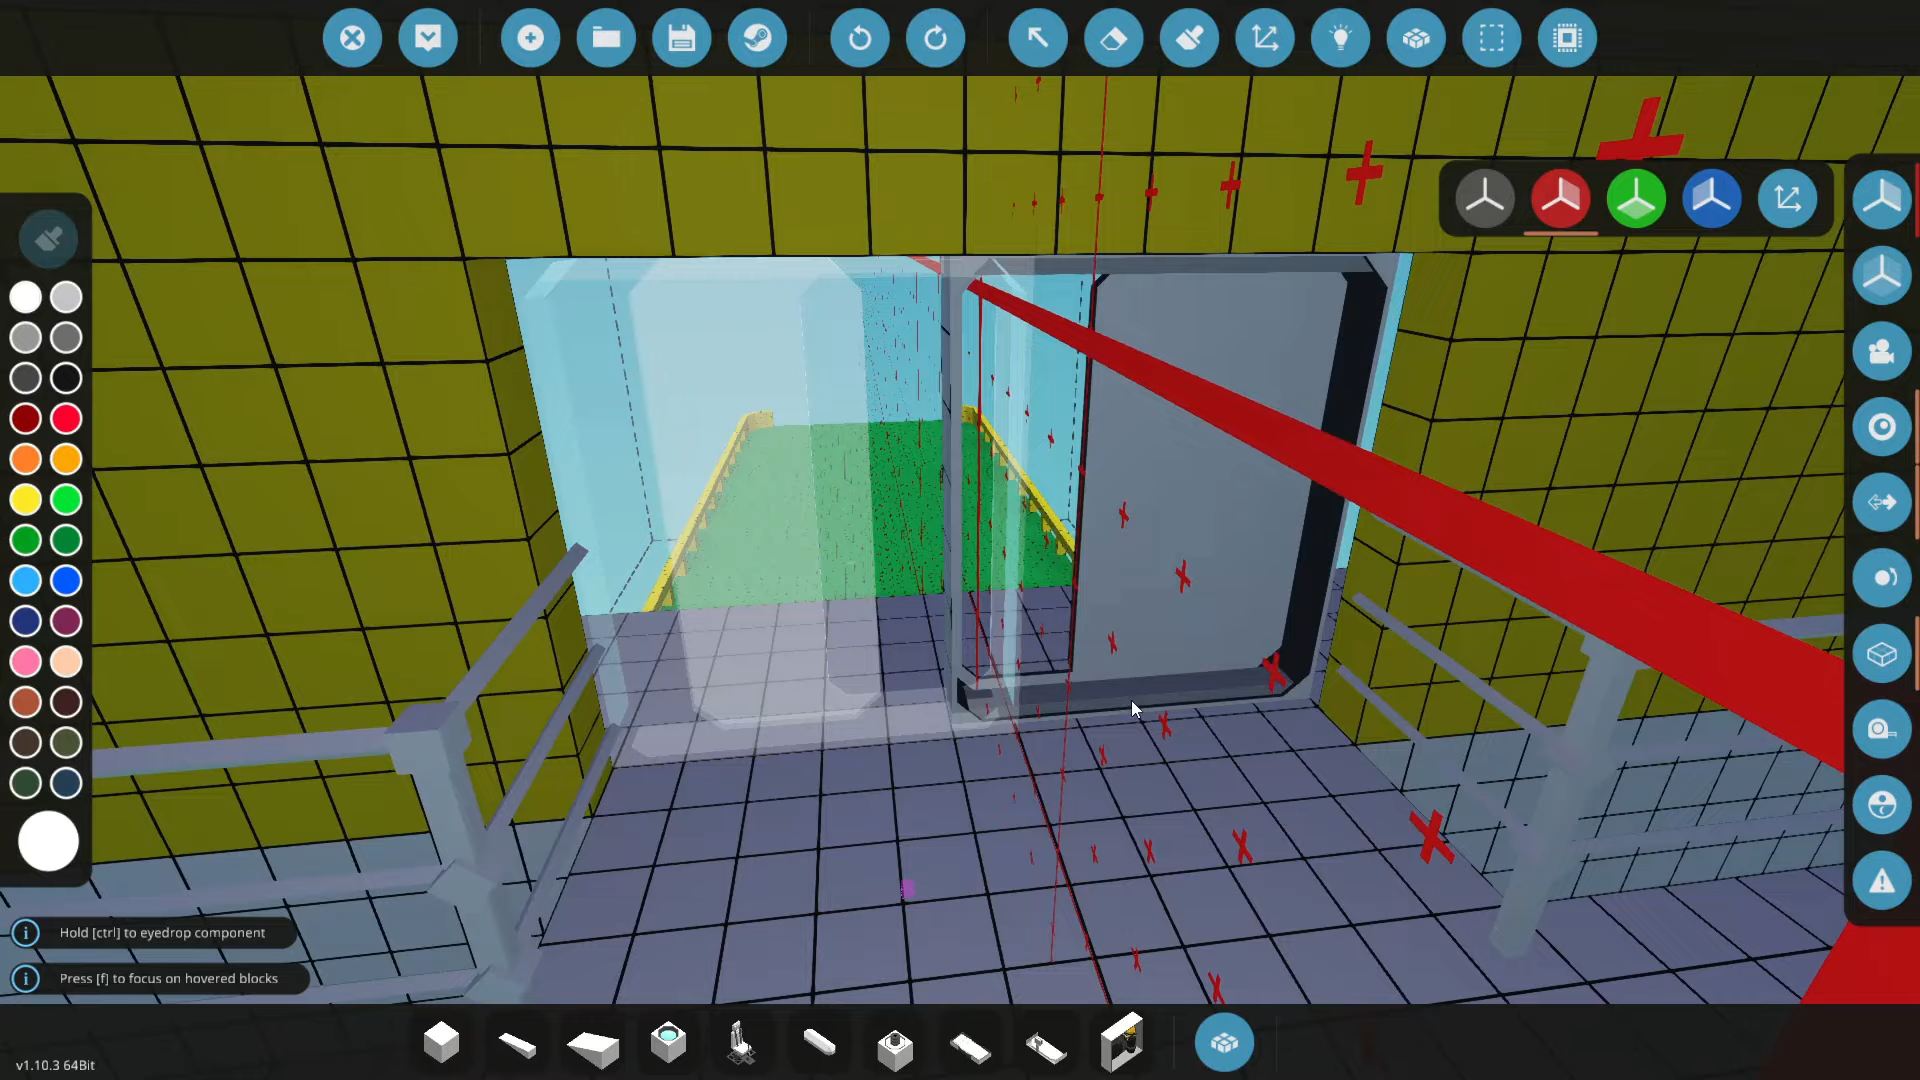 Hold [ctrl] to eyedrop component
Press [f] to focus on hovered blocks
v1.10.3 64Bit